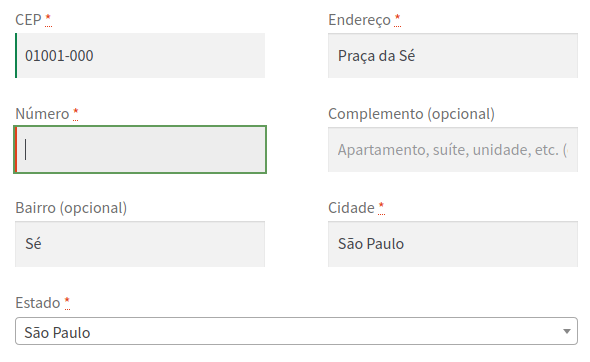 CEP *
Endereço *
01001-000
Praça da Sé
Número *
Complemento (opcional)
Apartamento, suíte, unidade, etc. (
Bairro (opcional)
Cidade *
Sé
São Paulo
Estado *
São Paulo